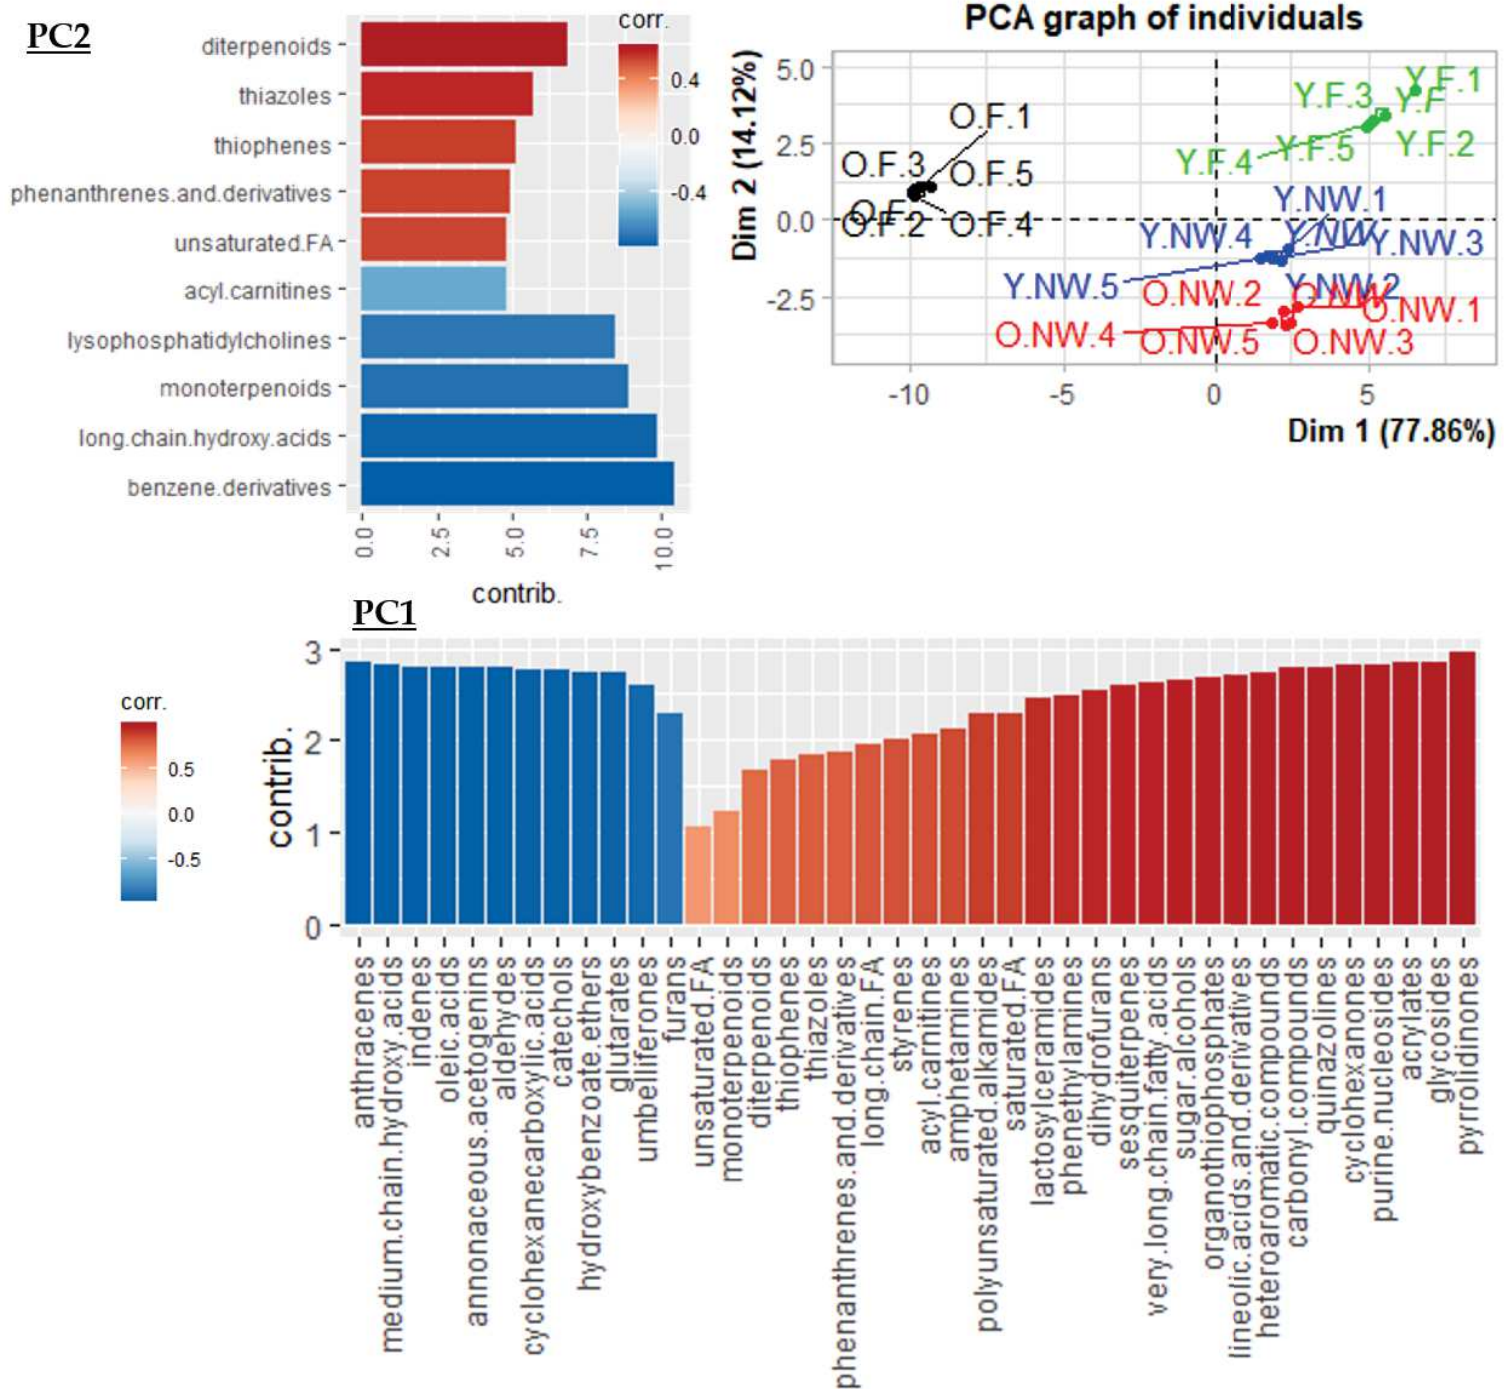 PC2
diterpenoids
thiazoles
thiophenes
phenanthrenes.and.derivatives
unsaturated.FA
acyl.carnitines
lysophosphatidylcholines
monoterpenoids
long.chain.hydroxy.acids
benzene.derivatives
0.0 2.5 5.0 7.5 10.0
contrib.
corr.
0.4
0.0
-0.4
PCA graph of individuals
Dim 2 (14.12%)
5.0
2.5
0.0
-2.5
O.F.1
O.F.3
O.F.5
O.F
O.F.2
O.F.4
Y.F.1
Y.F.3
Y.F
Y.F.2
Y.F.5
Y.F.4
Y.NW.1
Y.NW.4
Y.NW
Y.NW.3
Y.NW.5
Y.NW.2
O.NW.2
O.NW
O.NW.1
O.NW.4
O.NW.5
O.NW.3
-10 -5 0 5
Dim 1 (77.86%)
PC1
corr.
0.5
0.0
-0.5
contrib.
3
2
1
0
anthracenes
medium.chain.hydroxy.acids
indenes
oleic.acids
annonaceous.acetogenins
aldehydes
cyclohexanecarboxylic.acids
catechols
hydroxybenzoate.ethers
glutarates
umbelliferones
furans
unsaturated.FA
monoterpenoids
diterpenoids
thiophenes
thiazoles
phenanthrenes.and.derivatives
long.chain.FA
styrenes
acyl.carnitines
amphetamines
polyunsaturated.alkamides
saturated.FA
lactosylceramides
phenethylamines
dihydrofurans
sesquiterpenes
very.long.chain.fatty.acids
sugar.alcohols
organothiophosphates
lineolic.acids.and.derivatives
heteroaromatic.compounds
carbonyl.compounds
quinazolines
cyclohexanones
purine.nucleosides
acrylates
glycosides
pyrrolidinones